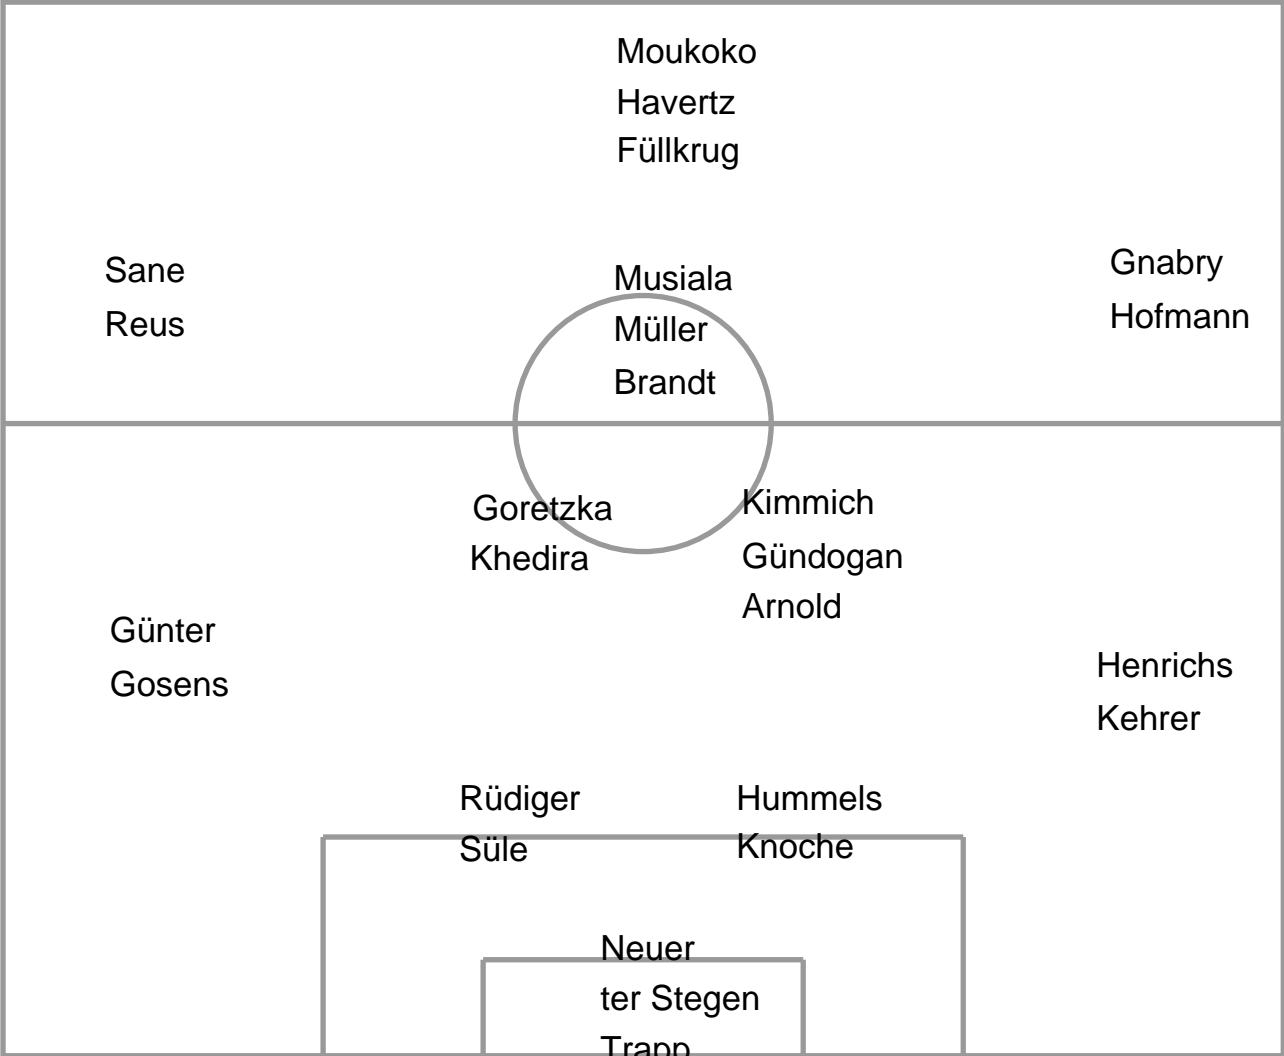 Moukoko
Havertz
Füllkrug
Sane
Reus
Musiala
Müller
Brandt
Gnabry
Hofmann
Goretzka
Khedira
Kimmich
Gündogan
Arnold
Günter
Gosens
Henrichs
Kehrer
Rüdiger
Süle
Hummels
Knoche
Neuer
ter Stegen
Trapp